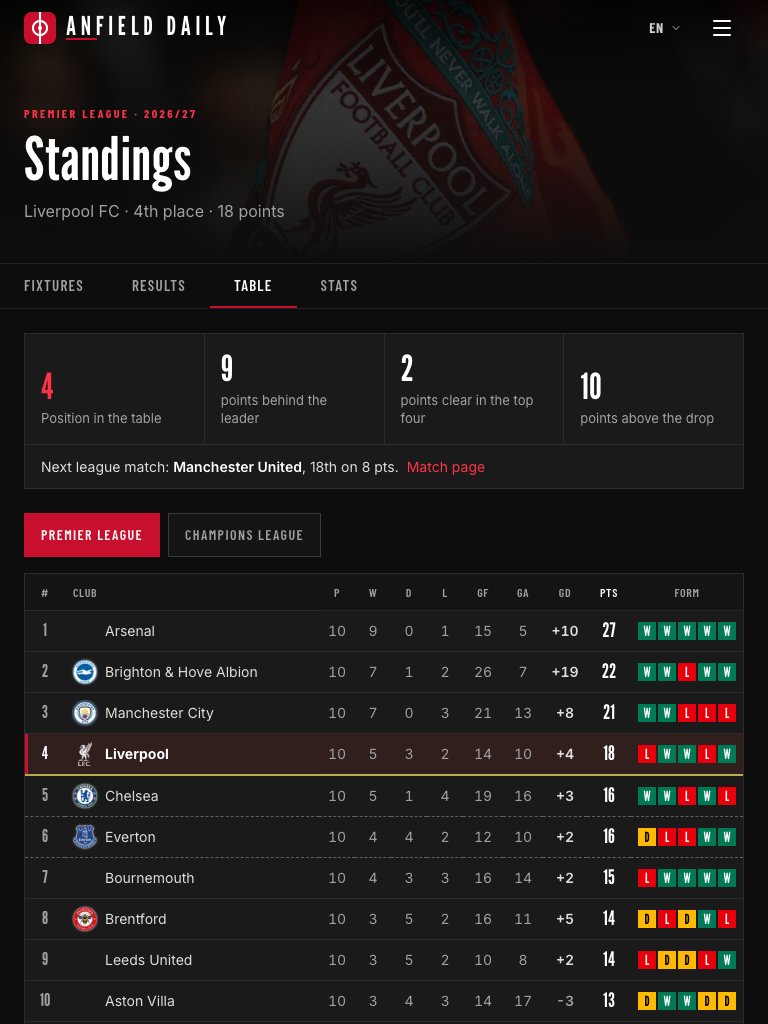 ANFIELD DAILY
EN
YOU'LL NEVER WALK ALONE
LIVERPOOL
FOOTBALL CLUB
PREMIER LEAGUE · 2026/27
Standings
Liverpool FC · 4th place · 18 points
FIXTURES RESULTS TABLE STATS
4 9 2 10
Position in the table points behind the leader points clear in the top four points above the drop
Next league match: Manchester United, 18th on 8 pts. Match page
PREMIER LEAGUE CHAMPIONS LEAGUE
# CLUB P W D L GF GA GD PTS FORM
1 Arsenal 10 9 0 1 15 5 +10 27 W W W W W
2 Brighton & Hove Albion 10 7 1 2 26 7 +19 22 W W L W W
3 Manchester City 10 7 0 3 21 13 +8 21 W W L L L
4 L.F.C. Liverpool 10 5 3 2 14 10 +4 18 L W W L W
5 Chelsea 10 5 1 4 19 16 +3 16 W W L W L
6 Everton 10 4 4 2 12 10 +2 16 D L L W W
7 Bournemouth 10 4 3 3 16 14 +2 15 L W W W W
8 Brentford 10 3 5 2 16 11 +5 14 D L D W L
9 Leeds United 10 3 5 2 10 8 +2 14 L D D L W
10 Aston Villa 10 3 4 3 14 17 -3 13 D W W D D